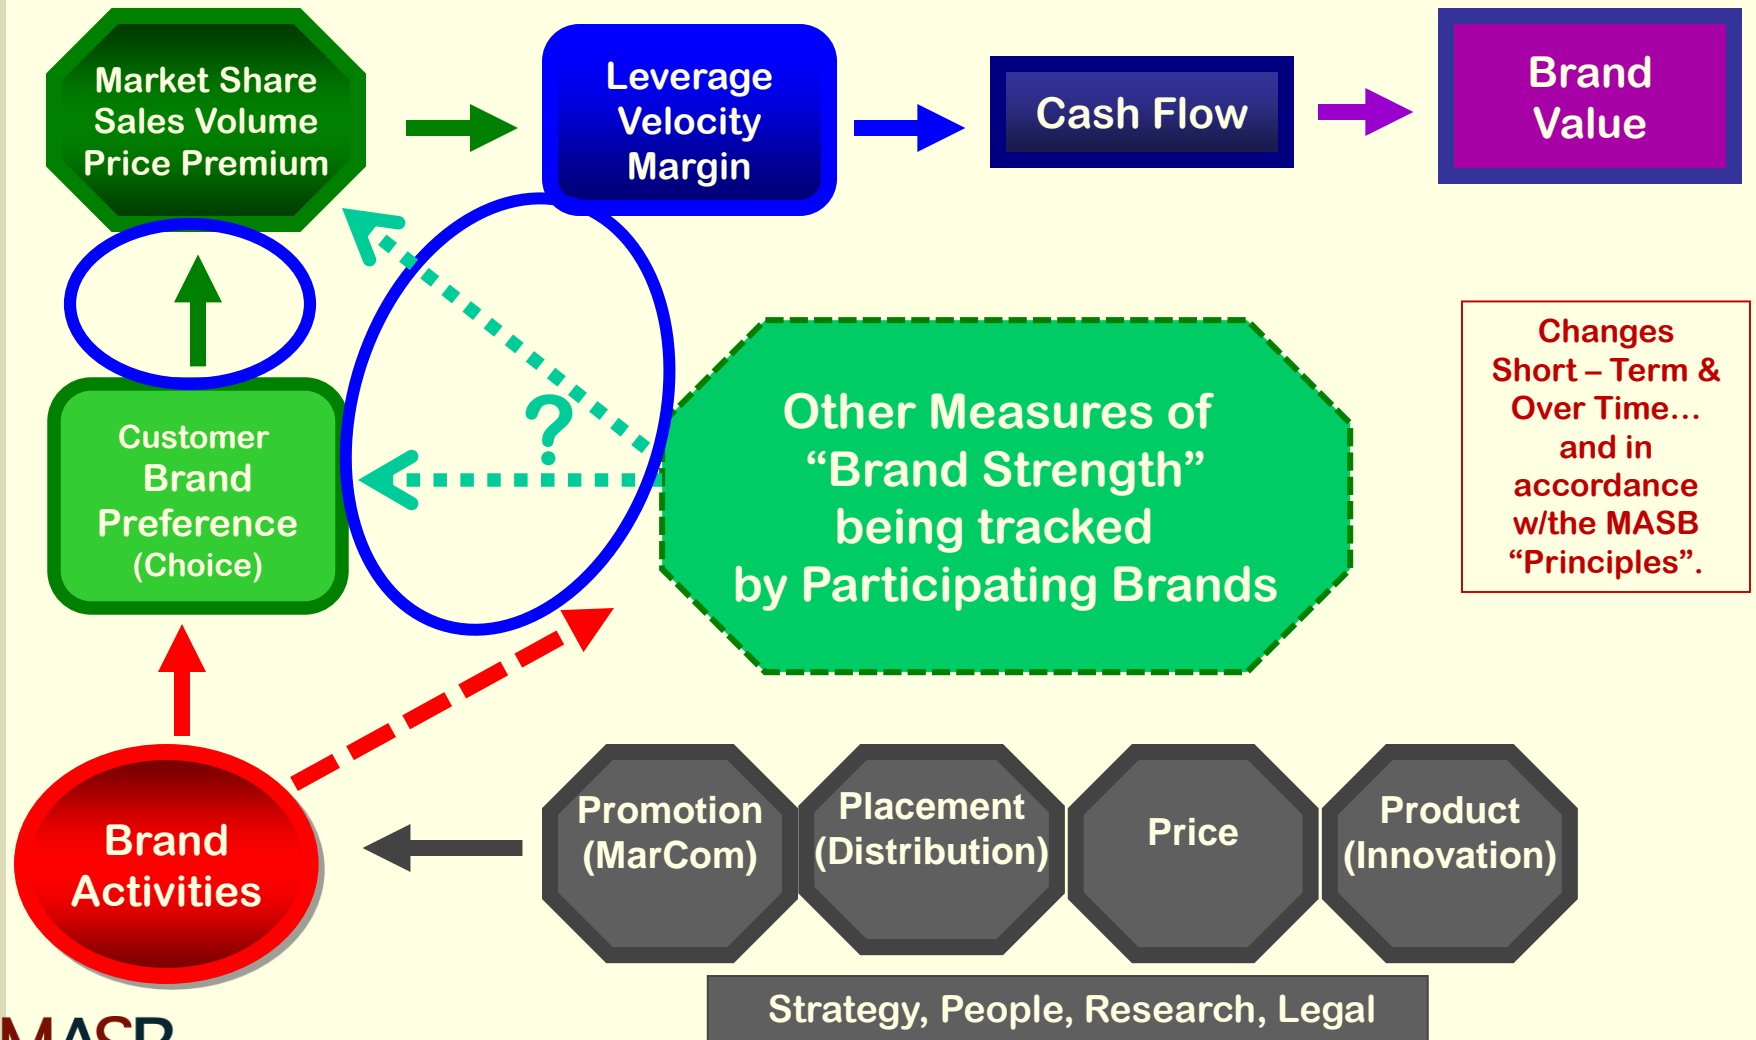 Market Share
Sales Volume
Price Premium
Leverage
Velocity
Margin
Cash Flow
Brand
Value
Changes
Short – Term &
Over Time…
and in
accordance
w/the MASB
“Principles”.
Customer
Brand
Preference
(Choice)
?
Other Measures of
“Brand Strength”
being tracked
by Participating Brands
Brand
Activities
Promotion
(MarCom)
Placement
(Distribution)
Price
Product
(Innovation)
Strategy, People, Research, Legal
MASB